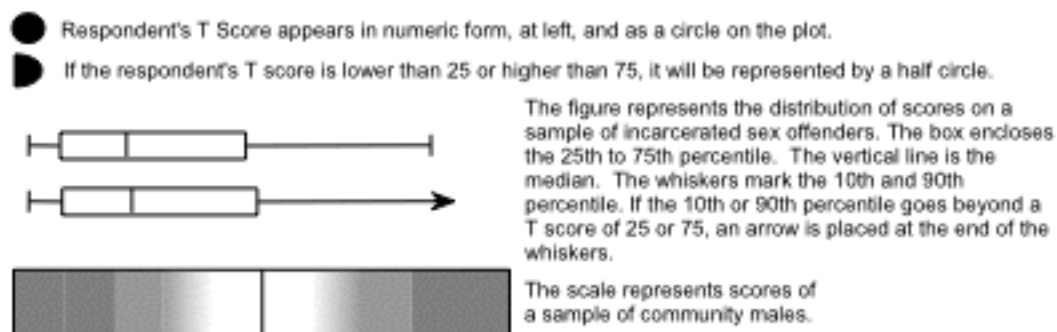 Respondent's T Score appears in numeric form, at left, and as a circle on the plot.
If the respondent's T score is lower than 25 or higher than 75, it will be represented by a half circle.
The figure represents the distribution of scores on a
sample of incarcerated sex offenders. The box encloses
the 25th to 75th percentile. The vertical line is the
median. The whiskers mark the 10th and 90th
percentile. If the 10th or 90th percentile goes beyond a
T score of 25 or 75, an arrow is placed at the end of the
whiskers.
The scale represents scores of
a sample of community males.